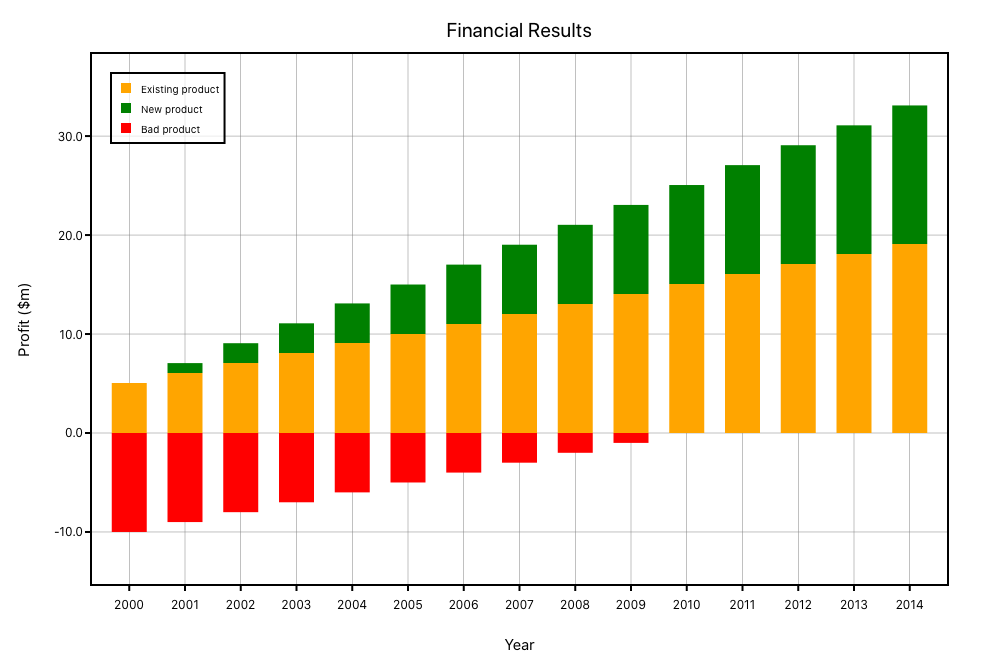 Financial Results
Existing product
New product
Bad product
30.0
20.0
10.0
0.0
-10.0
Profit ($m)
2000 2001 2002 2003 2004 2005 2006 2007 2008 2009 2010 2011 2012 2013 2014
Year